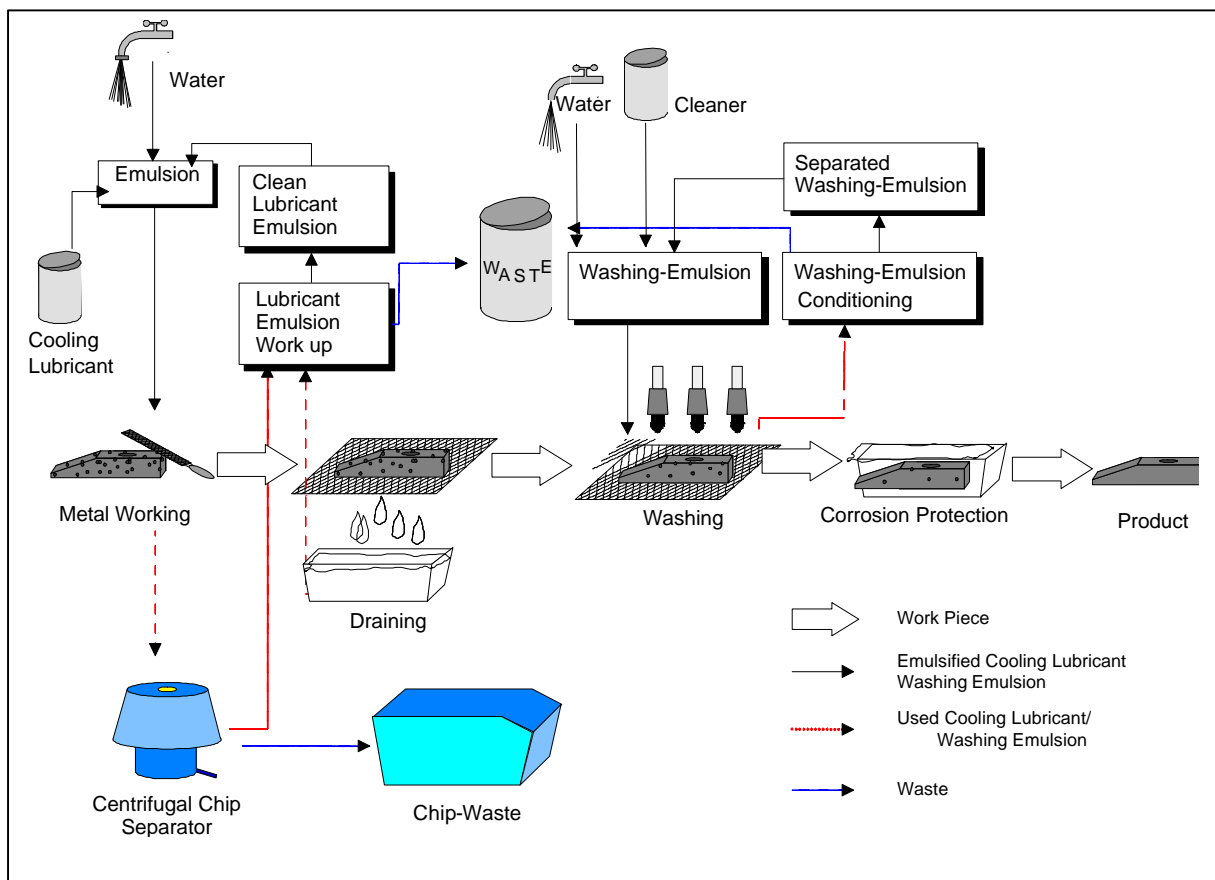 Water
Emulsion
Cooling
Lubricant
Clean
Lubricant
Emulsion
Lubricant
Emulsion
Work up
WASTE
Water
Cleaner
Separated
Washing-Emulsion
Washing-Emulsion
Washing-Emulsion
Conditioning
Metal Working
Draining
Washing
Corrosion Protection
Product
Centrifugal Chip
Separator
Chip-Waste
Work Piece
Emulsified Cooling Lubricant
Washing Emulsion
Used Cooling Lubricant/
Washing Emulsion
Waste